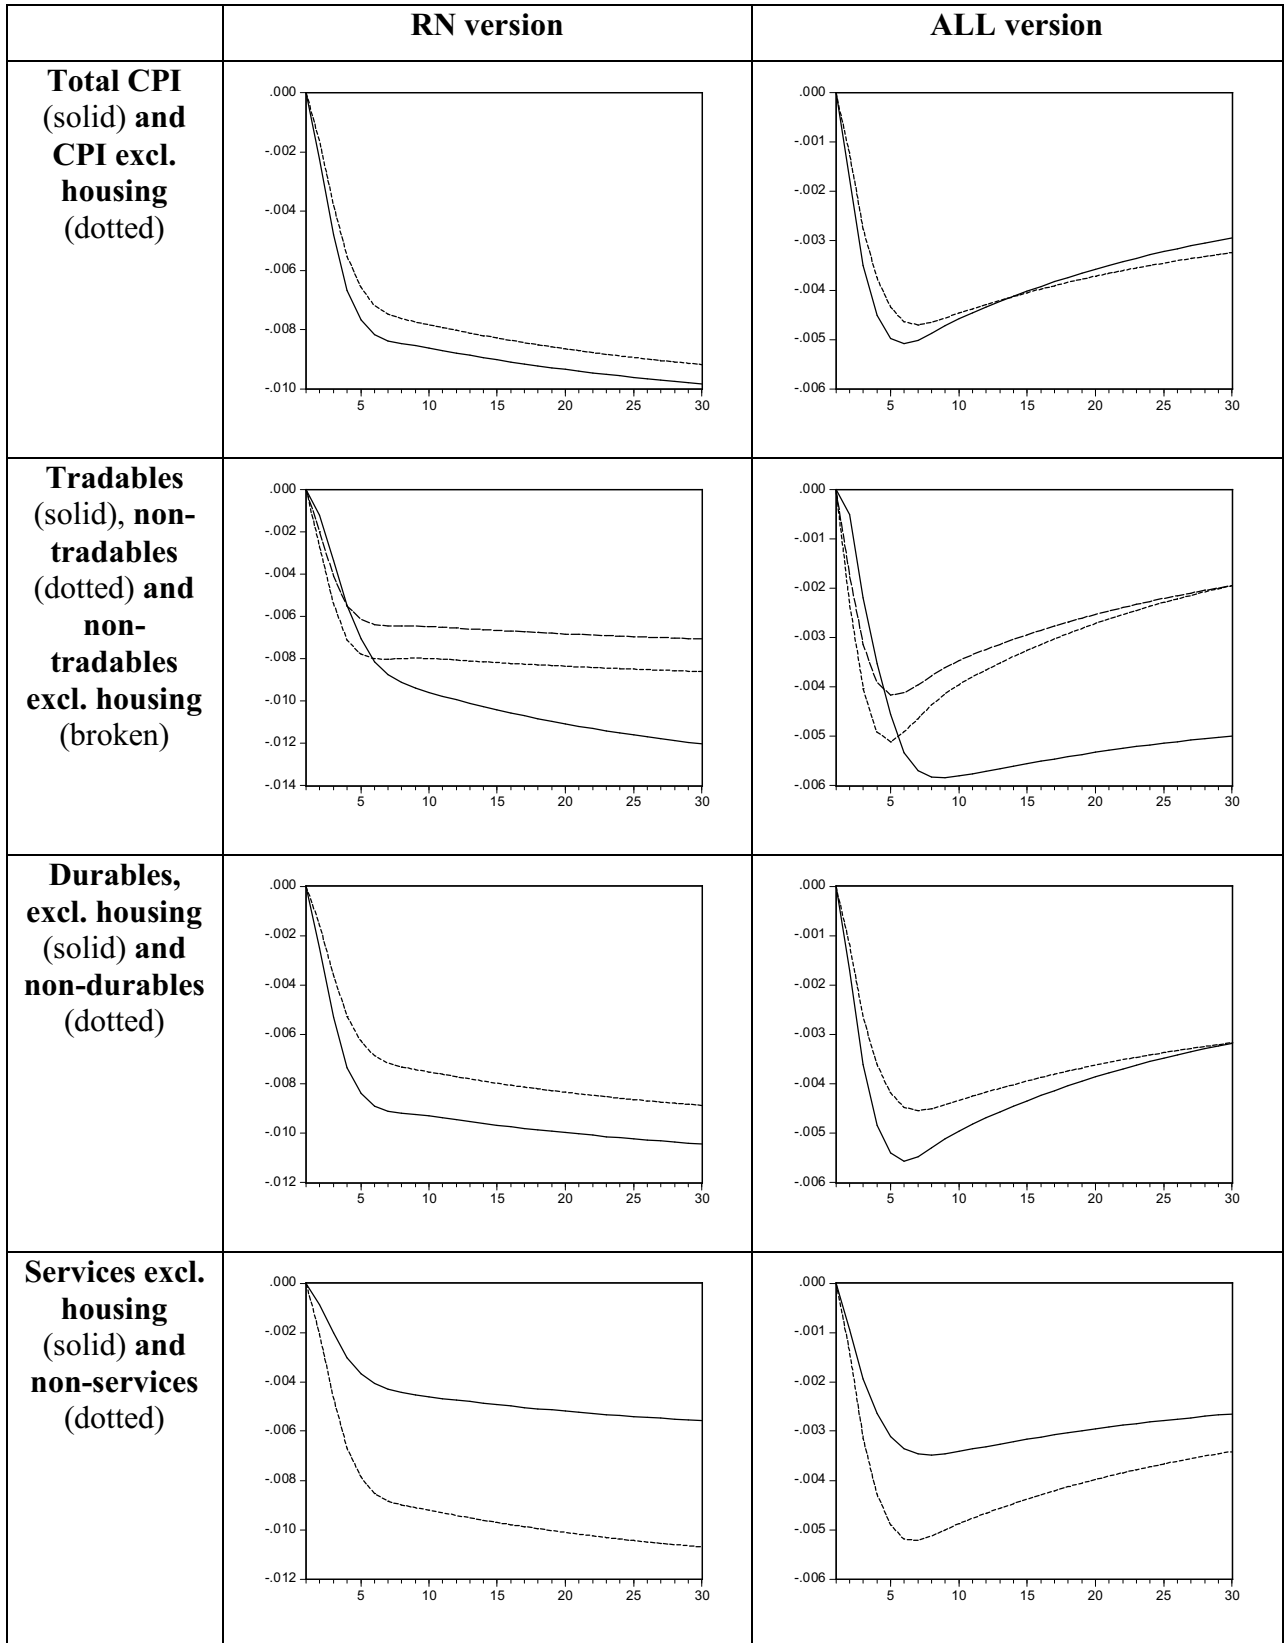 RN version
ALL version
Total CPI
(solid) and
CPI excl.
housing
(dotted)
.000
-.002
-.004
-.006
-.008
-.010
5 10 15 20 25 30
.000
-.001
-.002
-.003
-.004
-.005
-.006
5 10 15 20 25 30
Tradables
(solid), non-
tradables
(dotted) and
non-
tradables
excl. housing
(broken)
.000
-.002
-.004
-.006
-.008
-.010
-.012
-.014
5 10 15 20 25 30
.000
-.001
-.002
-.003
-.004
-.005
-.006
5 10 15 20 25 30
Durables,
excl. housing
(solid) and
non-durables
(dotted)
.000
-.002
-.004
-.006
-.008
-.010
-.012
5 10 15 20 25 30
.000
-.001
-.002
-.003
-.004
-.005
-.006
5 10 15 20 25 30
Services excl.
housing
(solid) and
non-services
(dotted)
.000
-.002
-.004
-.006
-.008
-.010
-.012
5 10 15 20 25 30
.000
-.001
-.002
-.003
-.004
-.005
-.006
5 10 15 20 25 30